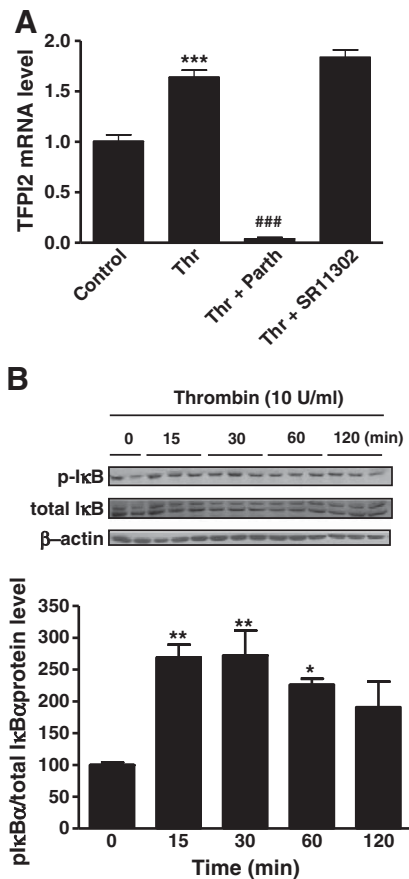 A
TFPI2 mRNA level
2.0
1.5
1.0
0.5
0.0
***
###
Control
Thr
Thr + Parth
Thr + SR11302
B
Thrombin (10 U/ml)
0 15 30 60 120 (min)
p-IκB
total IκB
β–actin
pIκBα/total IκBαprotein level
350
300
250
200
150
100
50
0
** ** *
0 15 30 60 120
Time (min)